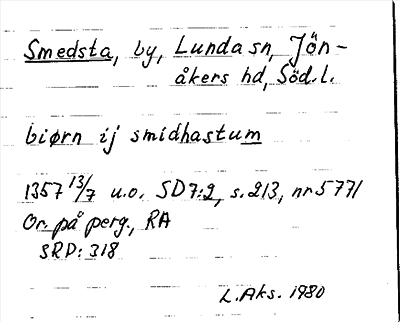 Smedsta, by, Lunda sn, Jön-
åkers hd, Söd.l.
biørn ij smidhastum
1357 13/7 u.o. SD7:2, s.213, nr 5771
Or. på perg., RA
SRD: 318
L.Aks. 1980